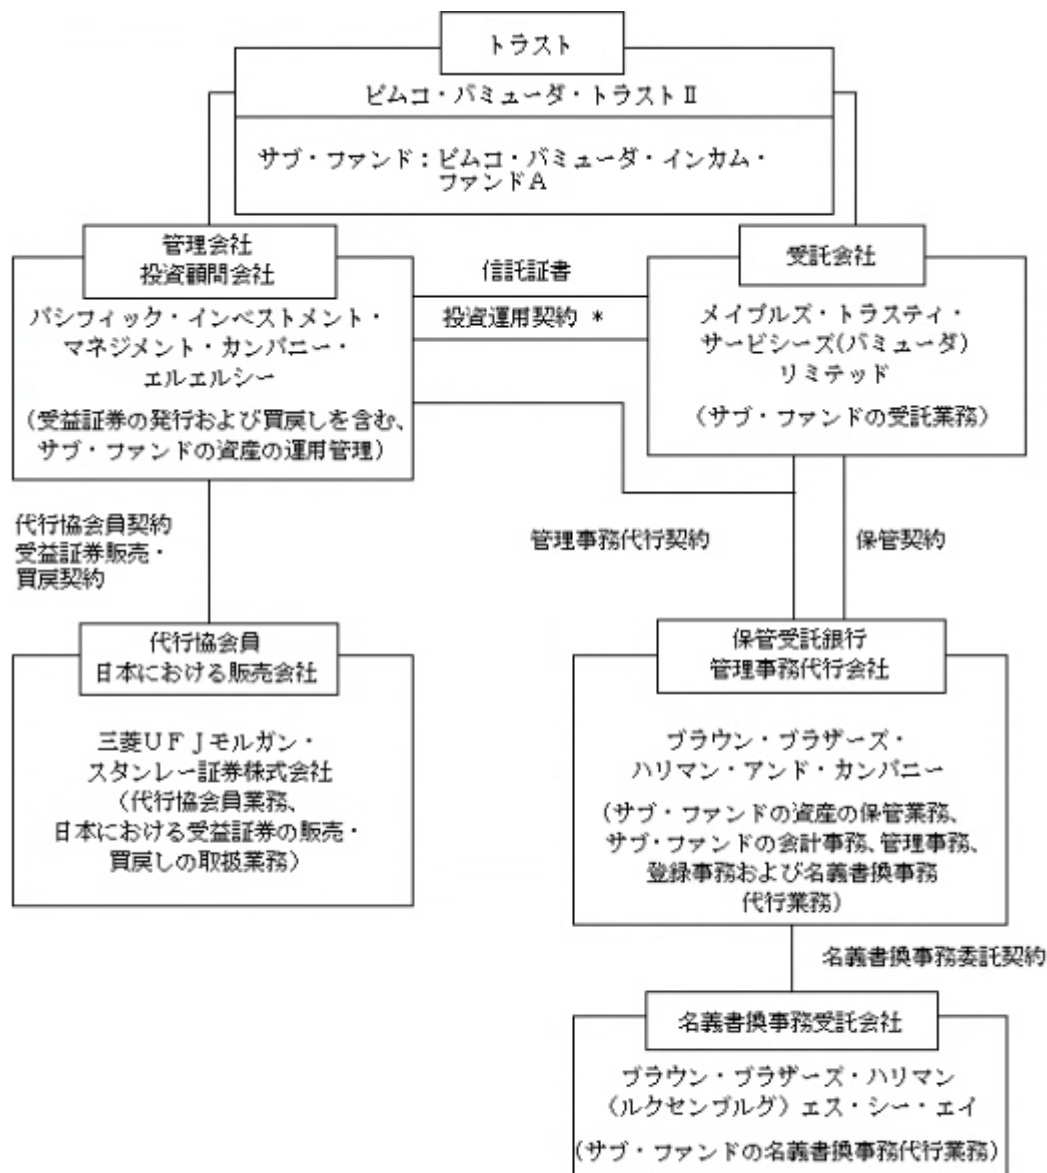 トラスト
ピムコ・バミューダ・トラストⅡ
サブ・ファンド：ピムコ・バミューダ・インカム・
ファンドＡ
管理会社
投資顧問会社
パシフィック・インベストメント・
マネジメント・カンパニー・
エルエルシー
（受益証券の発行および買戻しを含む、
サブ・ファンドの資産の運用管理）
信託証書
投資運用契約 *
受託会社
メイプルズ・トラスティ・
サービシーズ(バミューダ)
リミテッド
（サブ・ファンドの受託業務）
代行協会員契約
受益証券販売・
買戻契約
管理事務代行契約
保管契約
代行協会員
日本における販売会社
三菱ＵＦＪモルガン・
スタンレー証券株式会社
（代行協会員業務、
日本における受益証券の販売・
買戻しの取扱業務）
保管受託銀行
管理事務代行会社
ブラウン・ブラザーズ・
ハリマン・アンド・カンパニー
（サブ・ファンドの資産の保管業務、
サブ・ファンドの会計事務、管理事務、
登録事務および名義書換事務
代行業務）
名義書換事務委託契約
名義書換事務受託会社
ブラウン・ブラザーズ・ハリマン
（ルクセンブルグ）エス・シー・エイ
（サブ・ファンドの名義書換事務代行業務）